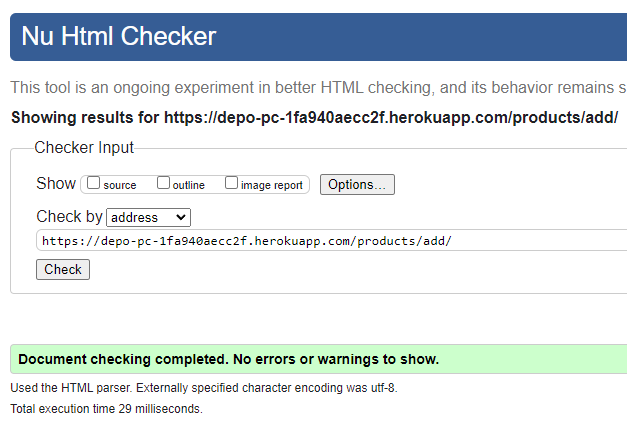 Nu Html Checker
This tool is an ongoing experiment in better HTML checking, and its behavior remains s
Showing results for https://depo-pc-1fa940aecc2f.herokuapp.com/products/add/
Checker Input
Show source outline image report Options...
Check by address
https://depo-pc-1fa940aecc2f.herokuapp.com/products/add/
Check
Document checking completed. No errors or warnings to show.
Used the HTML parser. Externally specified character encoding was utf-8.
Total execution time 29 milliseconds.